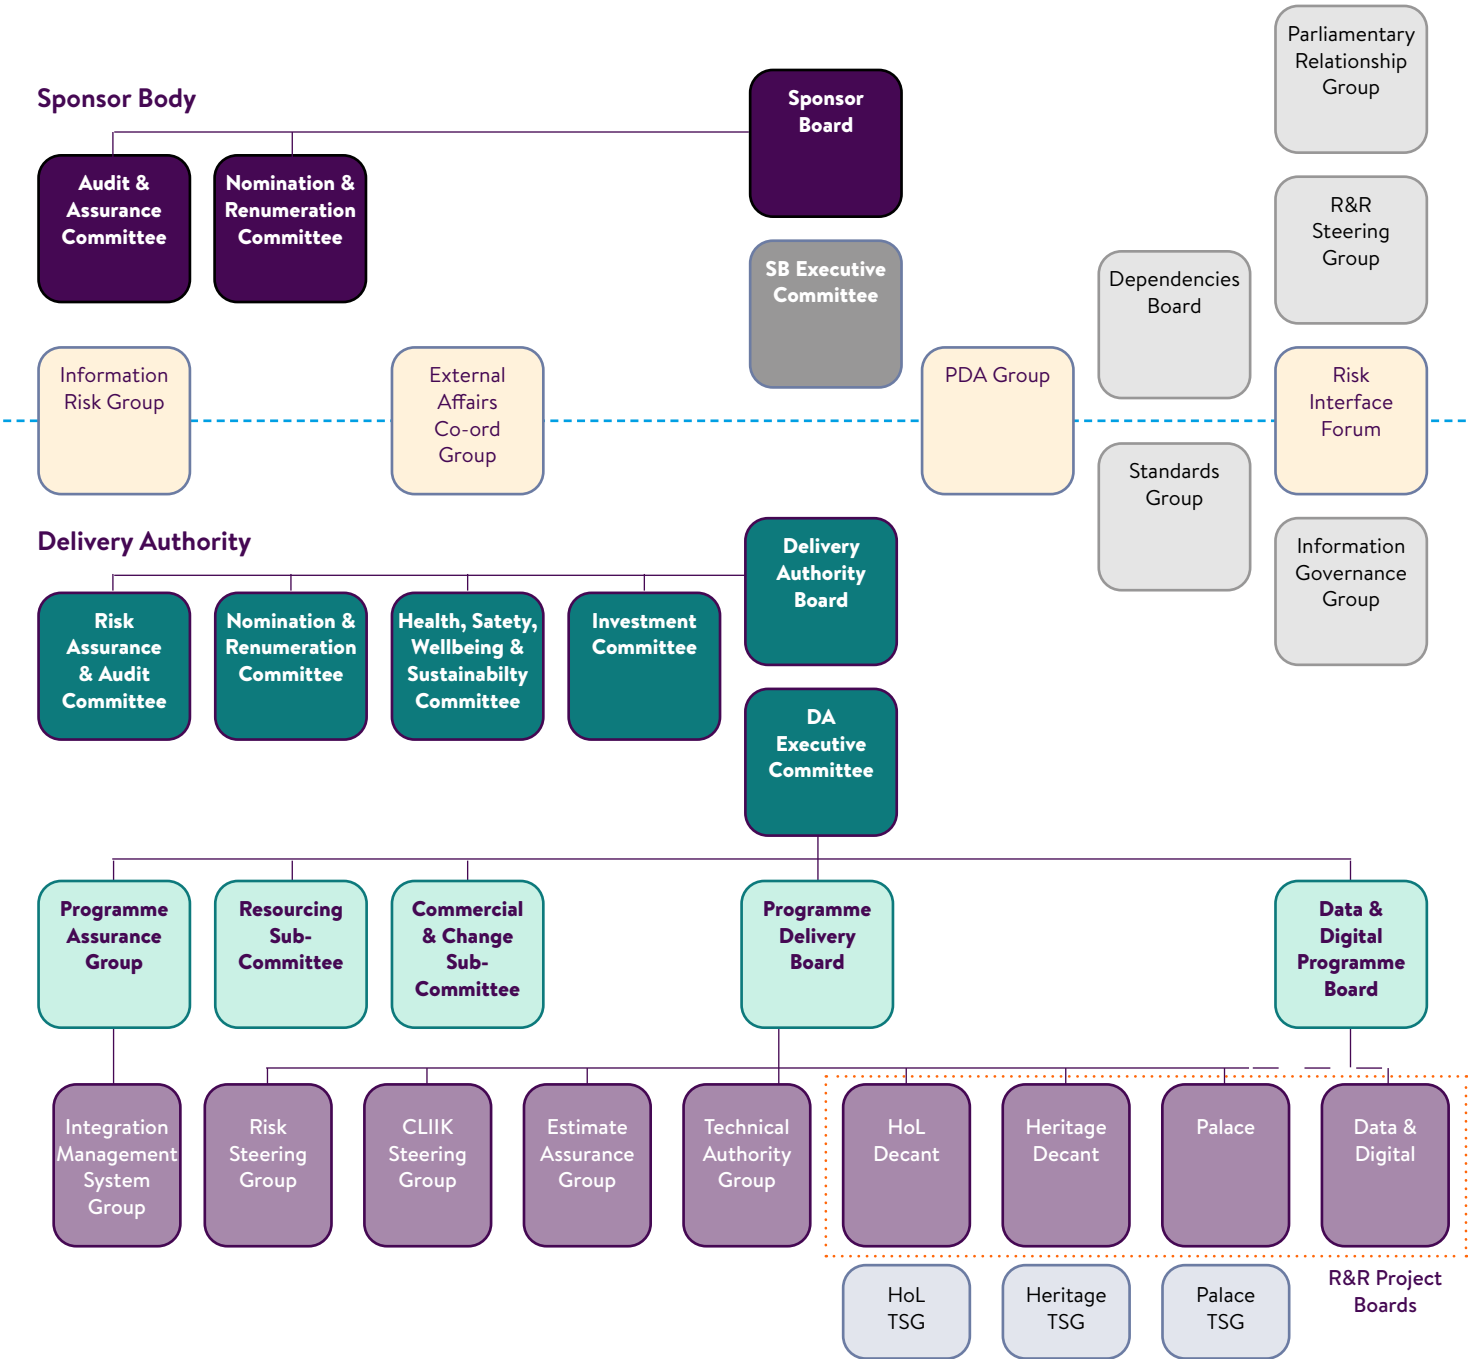 Parliamentary
Relationship
Group
Sponsor Body
Sponsor
Board
Audit &
Assurance
Committee
Nomination &
Renumeration
Committee
R&R
Steering
Group
SB Executive
Committee
Dependencies
Board
Information
Risk Group
External
Affairs
Co-ord
Group
PDA Group
Risk
Interface
Forum
Standards
Group
Delivery Authority
Delivery
Authority
Board
Information
Governance
Group
Risk
Assurance
& Audit
Committee
Nomination &
Renumeration
Committee
Health, Satety,
Wellbeing &
Sustainabilty
Committee
Investment
Committee
DA
Executive
Committee
Programme
Assurance
Group
Resourcing
Sub-
Committee
Commercial
& Change
Sub-
Committee
Programme
Delivery
Board
Data &
Digital
Programme
Board
Integration
Management
System
Group
Risk
Steering
Group
CLIIK
Steering
Group
Estimate
Assurance
Group
Technical
Authority
Group
HoL
Decant
Heritage
Decant
Palace
Data &
Digital
HoL
TSG
Heritage
TSG
Palace
TSG
R&R Project
Boards